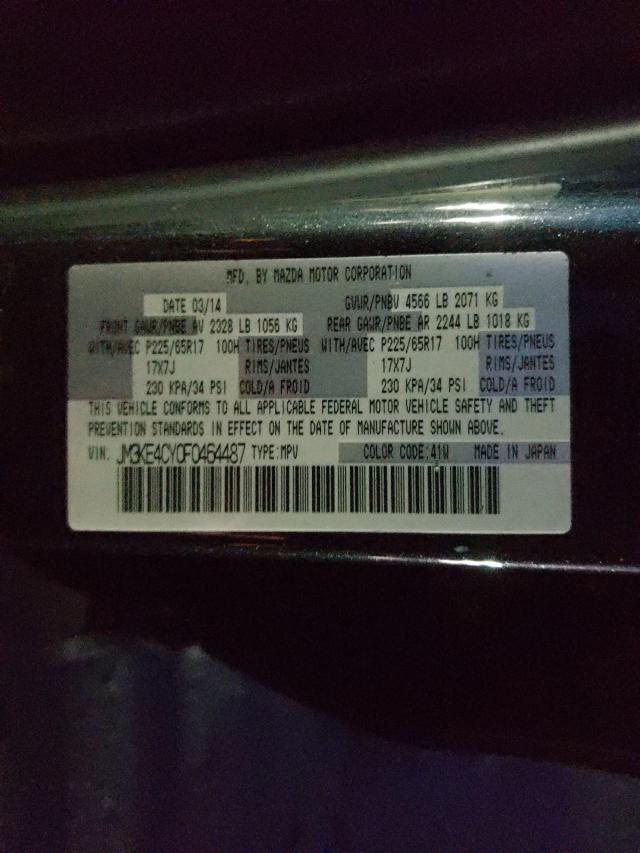 MFD. BY MAZDA MOTOR CORPORATION
DATE 03/14 GVWR/PNBV 4566 LB 2071 KG
FRONT GAWR/PNBE AV 2328 LB 1056 KG REAR GAWR/PNBE AR 2244 LB 1018 KG
WITH/AVEC P225/65R17 100H TIRES/PNEUS WITH/AVEC P225/65R17 100H TIRES/PNEUS
17X7J RIMS/JANTES 17X7J RIMS/JANTES
230 KPA/34 PSI COLD/A FROID 230 KPA/34 PSI COLD/A FROID
THIS VEHICLE CONFORMS TO ALL APPLICABLE FEDERAL MOTOR VEHICLE SAFETY AND THEFT
PREVENTION STANDARDS IN EFFECT ON THE DATE OF MANUFACTURE SHOWN ABOVE.
VIN. JM3KE4CY0F0464487 TYPE:MPV COLOR CODE:41W MADE IN JAPAN